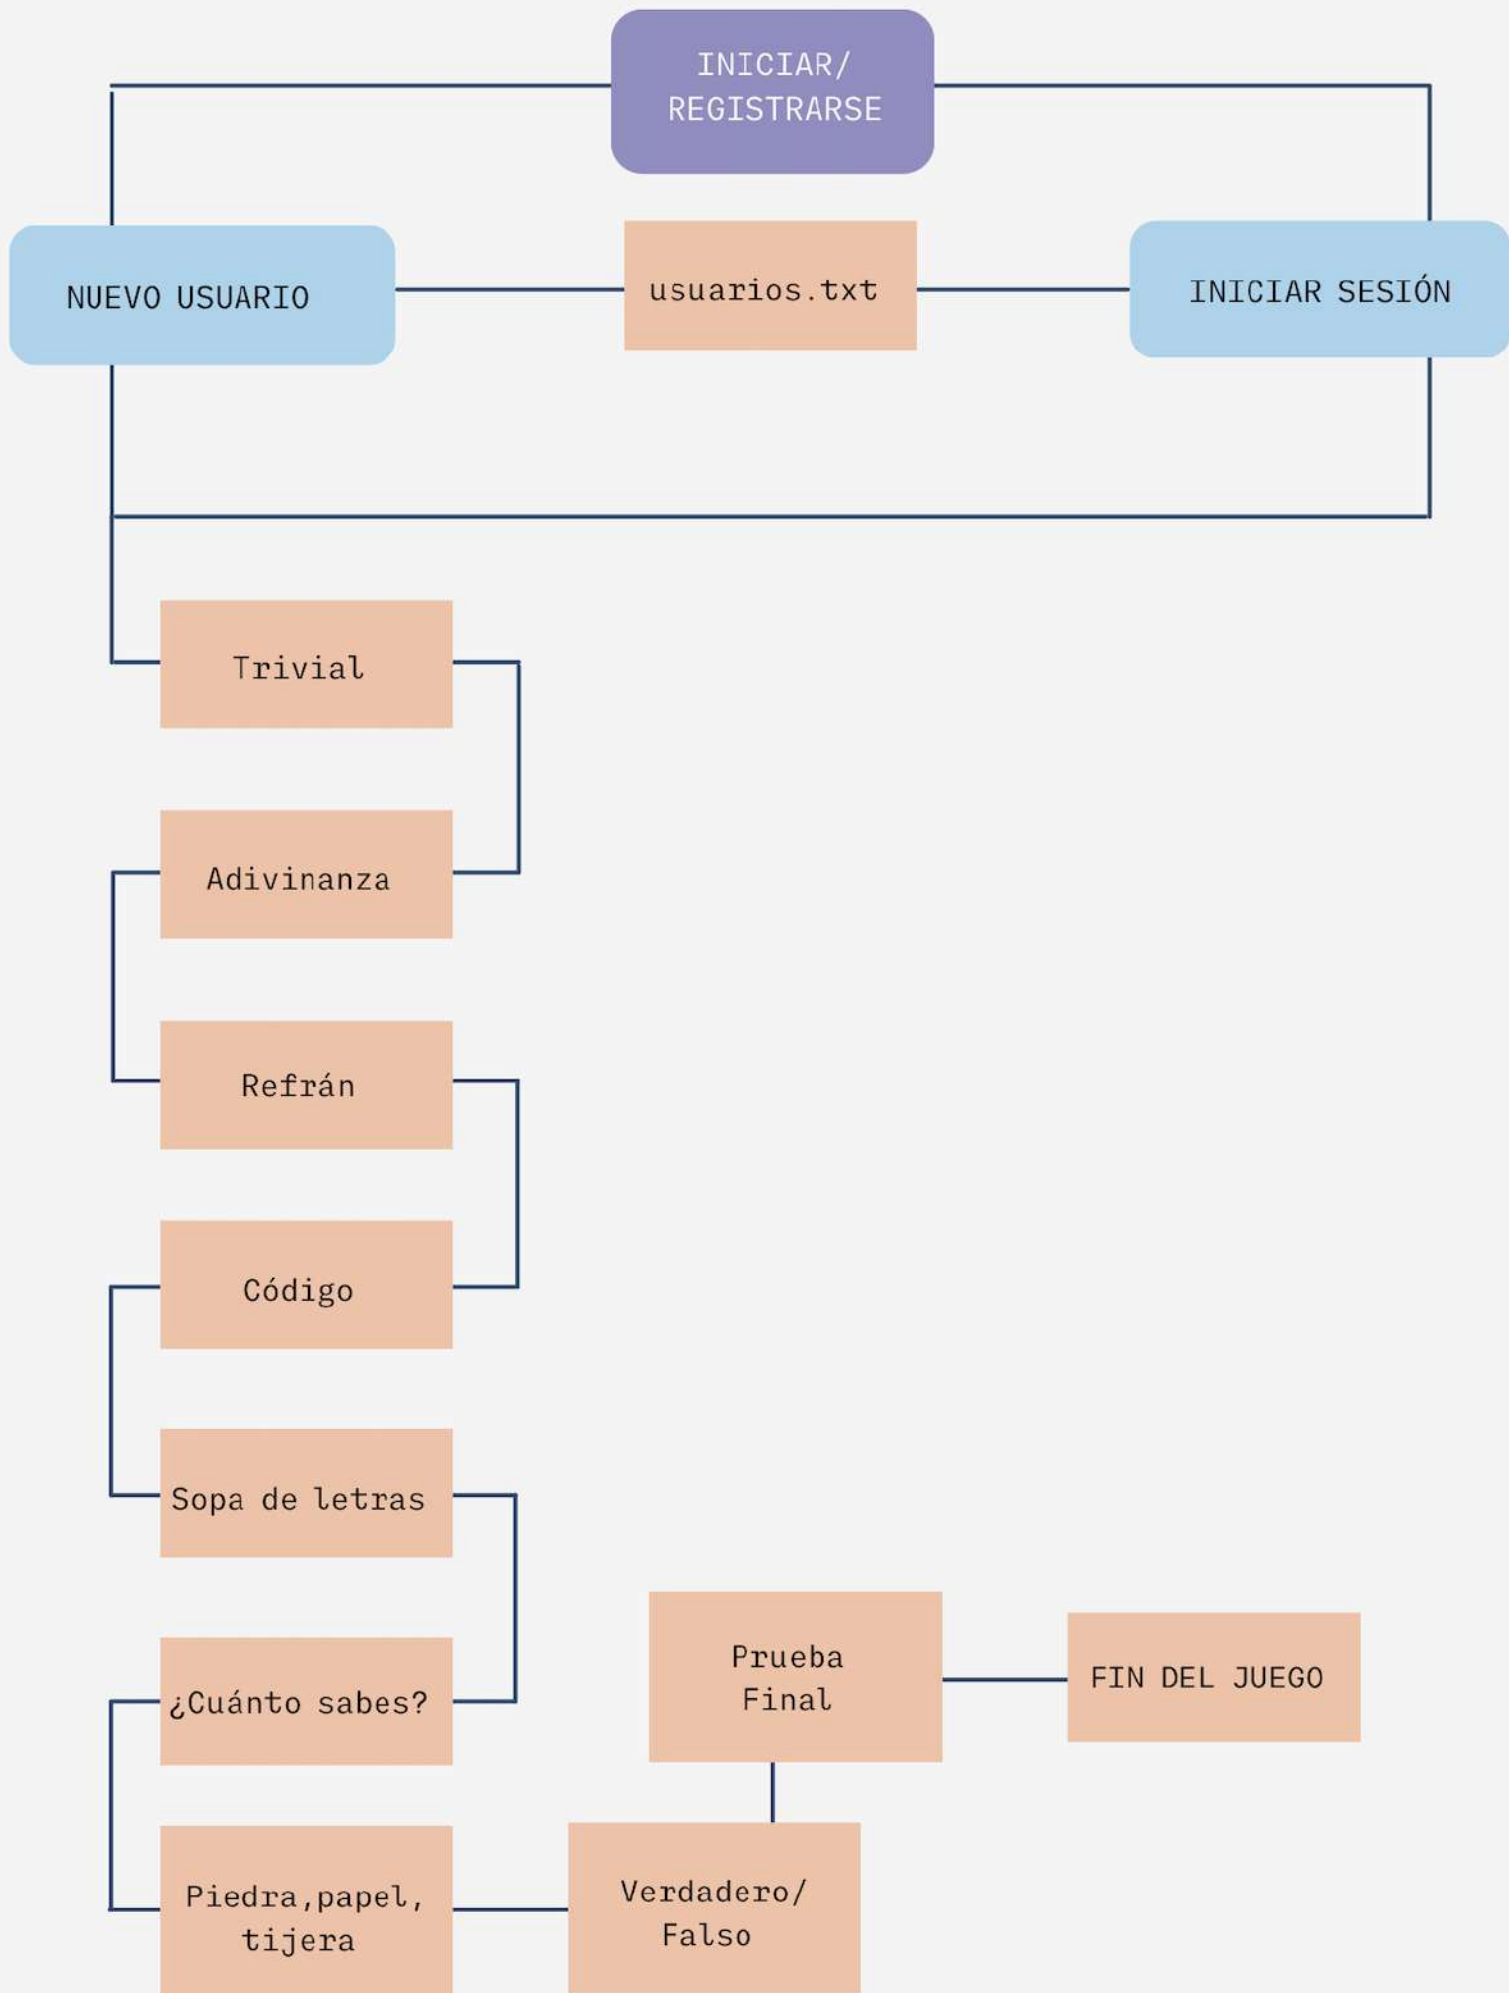 INICIAR/
REGISTRARSE
NUEVO USUARIO
usuarios.txt
INICIAR SESIÓN
Trivial
Adivinanza
Refrán
Código
Sopa de letras
¿Cuánto sabes?
Prueba
Final
FIN DEL JUEGO
Piedra,papel,
tijera
Verdadero/
Falso